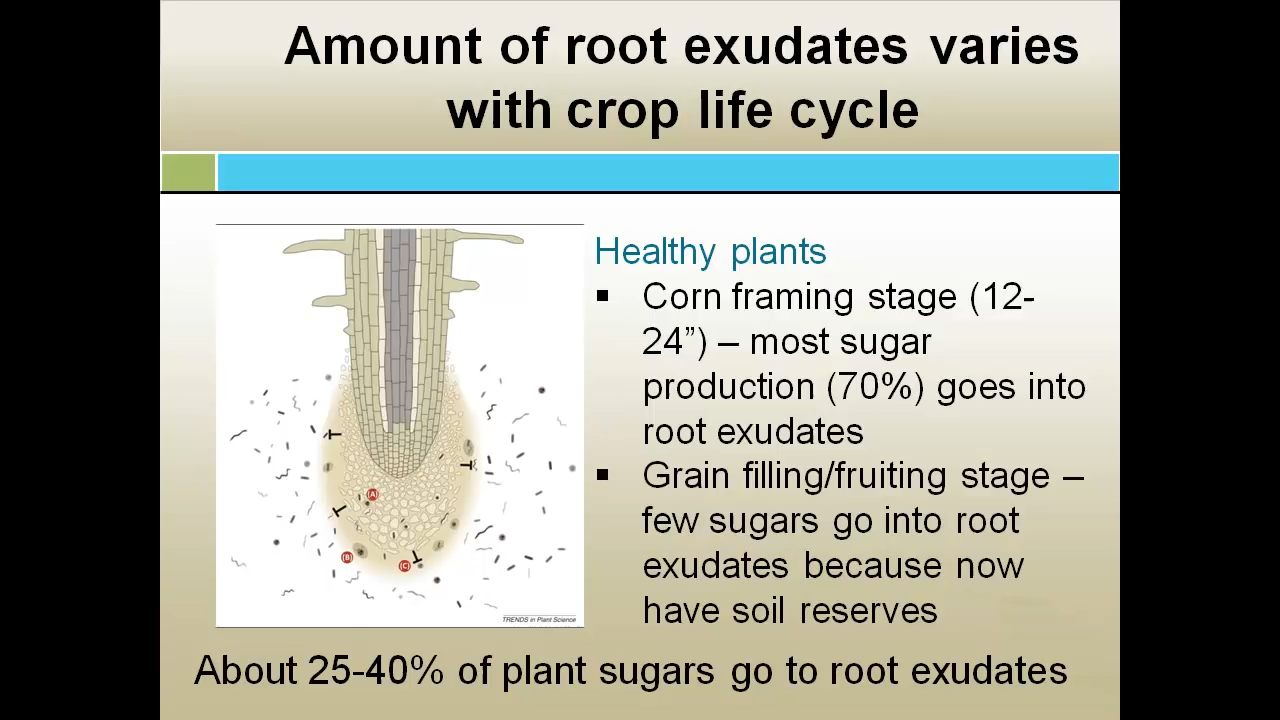 Amount of root exudates varies
with crop life cycle
Healthy plants
▪ Corn framing stage (12-
24”) – most sugar
production (70%) goes into
root exudates
▪ Grain filling/fruiting stage –
few sugars go into root
exudates because now
have soil reserves
(A)
(B)
(C)
TRENDS in Plant Science
About 25-40% of plant sugars go to root exudates